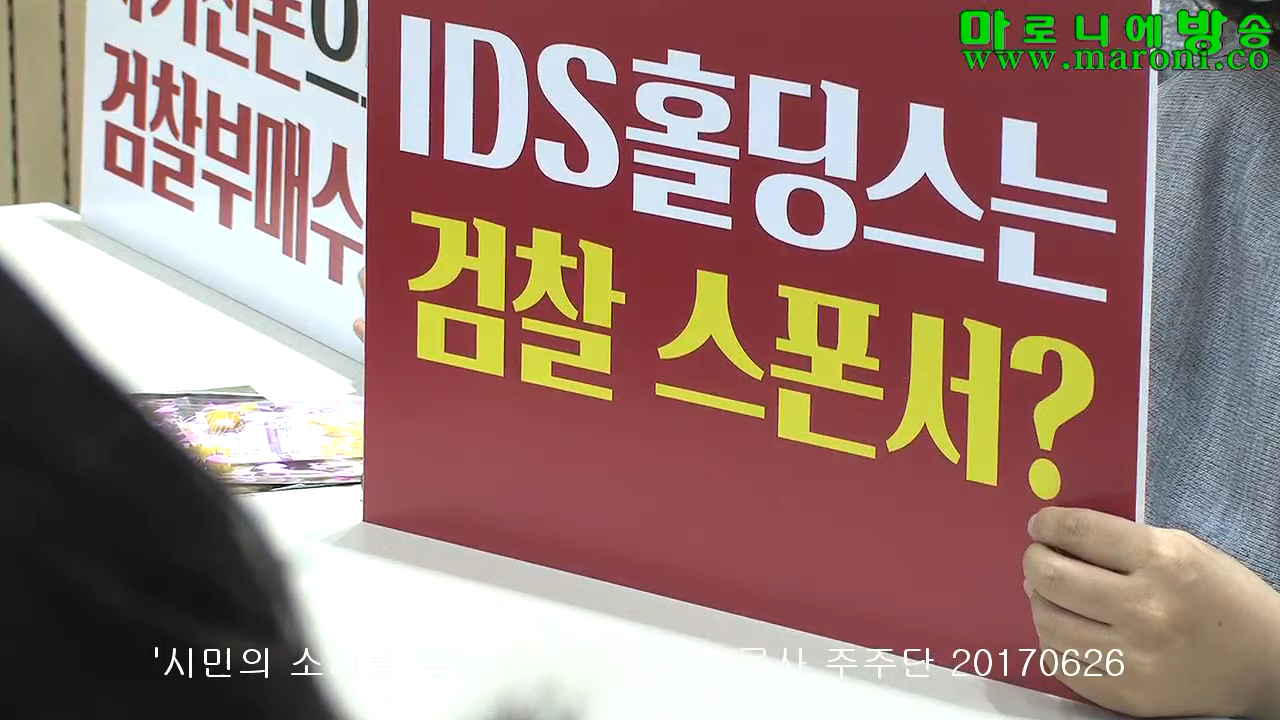 마로니에방송
www.maroni.co
검찰부매수
IDS홀딩스는
검찰 스폰서?
'시민의 주주단 20170626